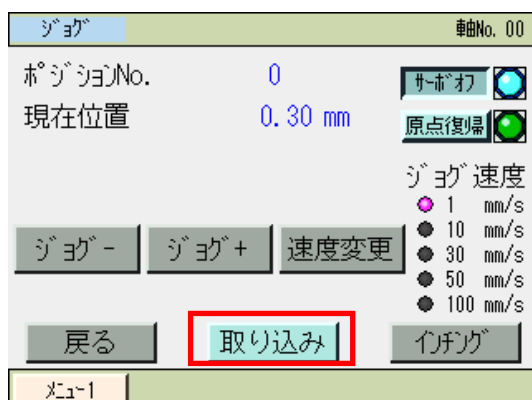 ジョグ 軸No. 00
ポジションNo. 0 サーボオフ
現在位置 0.30 mm 原点復帰
ジョグ速度
1 mm/s
10 mm/s
30 mm/s
50 mm/s
100 mm/s
ジョグ- ジョグ+ 速度変更
戻る 取り込み インチング
メニュー1